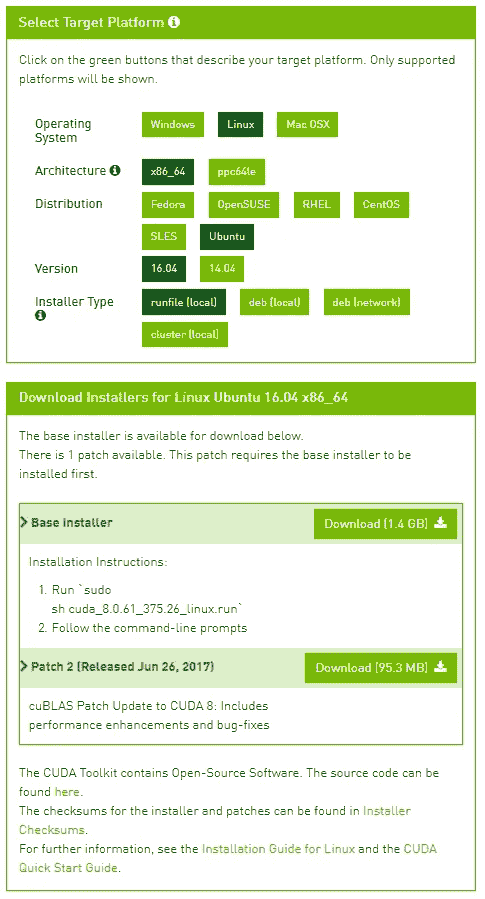 Select Target Platform
Click on the green buttons that describe your target platform. Only supported
platforms will be shown.
Operating
System
Windows
Linux
Mac OSX
Architecture
x86_64
ppc64le
Distribution
Fedora
OpenSUSE
RHEL
CentOS
SLES
Ubuntu
Version
16.04
14.04
Installer Type
runfile (local)
deb (local)
deb (network)
cluster (local)
Download Installers for Linux Ubuntu 16.04 x86_64
The base installer is available for download below.
There is 1 patch available. This patch requires the base installer to be
installed first.
Base Installer
Download (1.4 GB)
Installation Instructions:
1. Run `sudo
sh cuda_8.0.61_375.26_linux.run`
2. Follow the command-line prompts
Patch 2 (Released Jun 26, 2017)
Download (95.3 MB)
cuBLAS Patch Update to CUDA 8: Includes
performance enhancements and bug-fixes
The CUDA Toolkit contains Open-Source Software. The source code can be
found here.
The checksums for the installer and patches can be found in Installer
Checksums.
For further information, see the Installation Guide for Linux and the CUDA
Quick Start Guide.